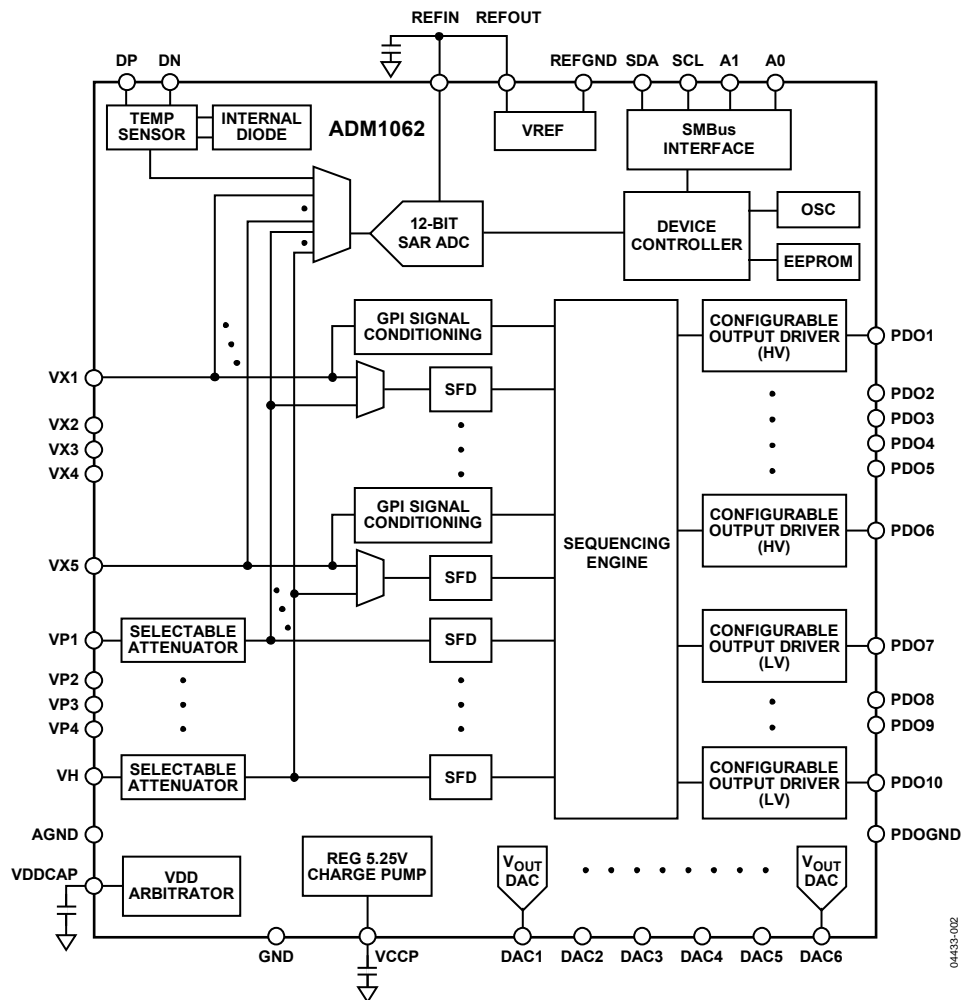 REFIN REFOUT
DP DN REFGND SDA SCL A1 A0
TEMP
SENSOR
INTERNAL
DIODE
ADM1062
VREF
SMBus
INTERFACE
12-BIT
SAR ADC
DEVICE
CONTROLLER
OSC
EEPROM
GPI SIGNAL
CONDITIONING
CONFIGURABLE
OUTPUT DRIVER
(HV)
PDO1
VX1
SFD
PDO2
VX2
PDO3
VX3
PDO4
VX4
PDO5
GPI SIGNAL
CONDITIONING
CONFIGURABLE
OUTPUT DRIVER
(HV)
PDO6
SEQUENCING
ENGINE
VX5
SFD
VP1
SELECTABLE
ATTENUATOR
SFD
CONFIGURABLE
OUTPUT DRIVER
(LV)
PDO7
VP2
VP3
VP4
PDO8
PDO9
VH
SELECTABLE
ATTENUATOR
SFD
CONFIGURABLE
OUTPUT DRIVER
(LV)
PDO10
AGND
PDOGND
VDDCAP
VDD
ARBITRATOR
REG 5.25V
CHARGE PUMP
VOUT
DAC
VOUT
DAC
GND
VCCP
DAC1 DAC2 DAC3 DAC4 DAC5 DAC6
04433-002